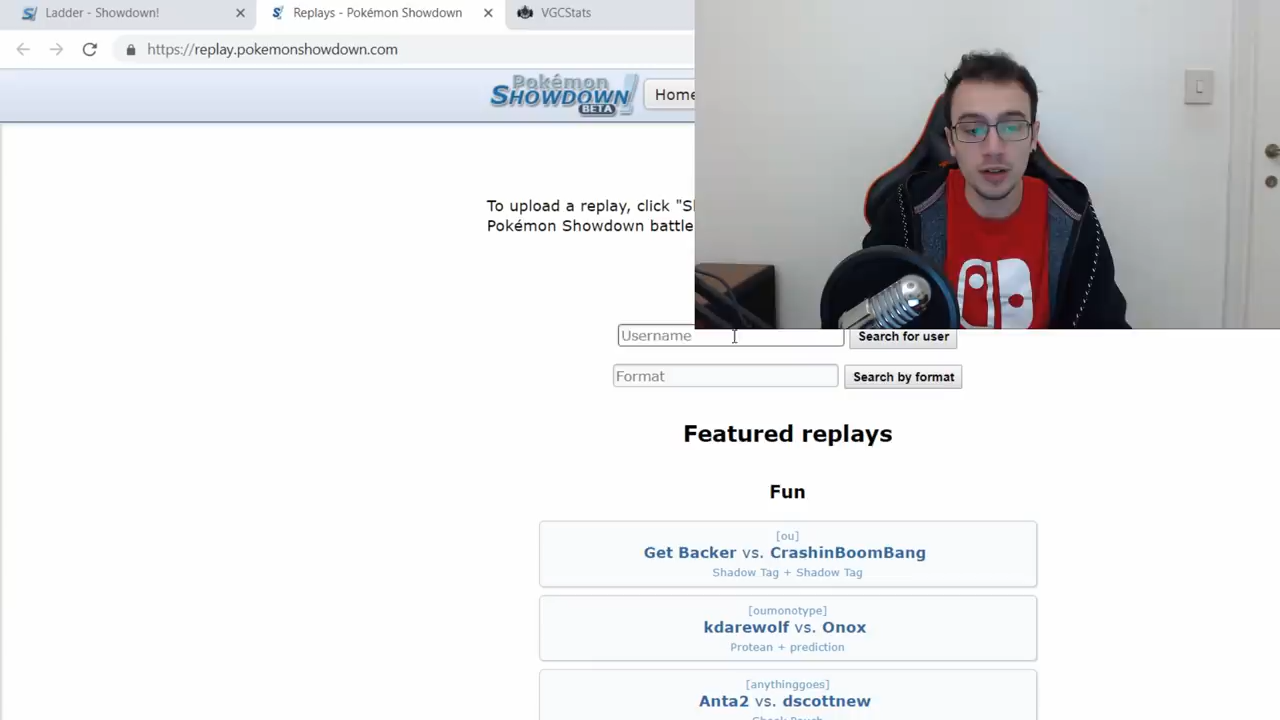 Ladder - Showdown!
Replays - Pokémon Showdown
VGCStats
https://replay.pokemonshowdown.com
Pokémon
SHOWDOWN!
BETA
Home
To upload a replay, click "S
Pokémon Showdown battle
Username
Search for user
Format
Search by format
Featured replays
Fun
[ou]
Get Backer vs. CrashinBoomBang
Shadow Tag + Shadow Tag
[oumonotype]
kdarewolf vs. Onox
Protean + prediction
[anythinggoes]
Anta2 vs. dscottnew